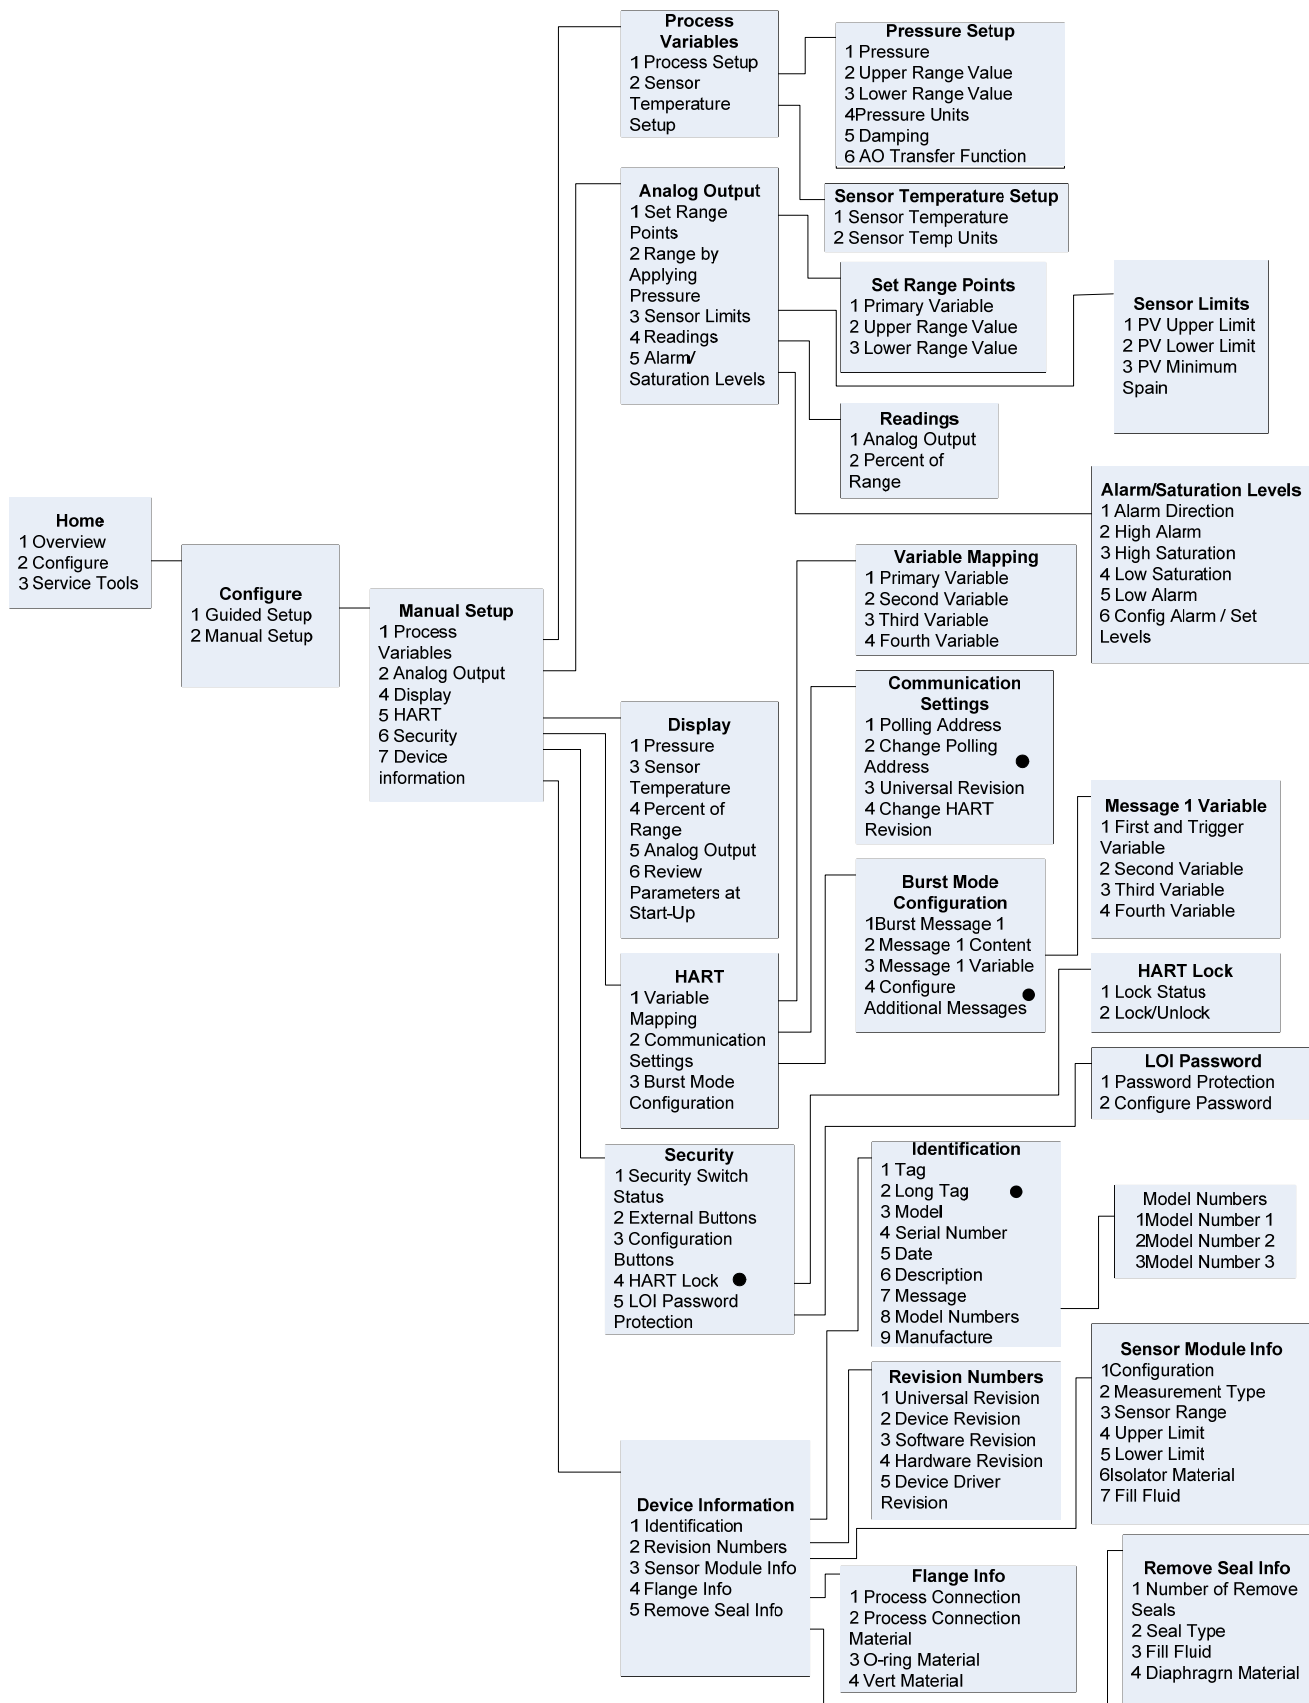 Home
1 Overview
2 Configure
3 Service Tools
Configure
1 Guided Setup
2 Manual Setup
Manual Setup
1 Process
Variables
2 Analog Output
4 Display
5 HART
6 Security
7 Device
information
Process
Variables
1 Process Setup
2 Sensor
Temperature
Setup
Pressure Setup
1 Pressure
2 Upper Range Value
3 Lower Range Value
4Pressure Units
5 Damping
6 AO Transfer Function
Sensor Temperature Setup
1 Sensor Temperature
2 Sensor Temp Units
Analog Output
1 Set Range
Points
2 Range by
Applying
Pressure
3 Sensor Limits
4 Readings
5 Alarm/
Saturation Levels
Set Range Points
1 Primary Variable
2 Upper Range Value
3 Lower Range Value
Sensor Limits
1 PV Upper Limit
2 PV Lower Limit
3 PV Minimum
Spain
Readings
1 Analog Output
2 Percent of
Range
Alarm/Saturation Levels
1 Alarm Direction
2 High Alarm
3 High Saturation
4 Low Saturation
5 Low Alarm
6 Config Alarm / Set
Levels
Display
1 Pressure
3 Sensor
Temperature
4 Percent of
Range
5 Analog Output
6 Review
Parameters at
Start-Up
HART
1 Variable
Mapping
2 Communication
Settings
3 Burst Mode
Configuration
Variable Mapping
1 Primary Variable
2 Second Variable
3 Third Variable
4 Fourth Variable
Communication
Settings
1 Polling Address
2 Change Polling
Address
3 Universal Revision
4 Change HART
Revision
Burst Mode
Configuration
1Burst Message 1
2 Message 1 Content
3 Message 1 Variable
4 Configure
Additional Messages
Message 1 Variable
1 First and Trigger
Variable
2 Second Variable
3 Third Variable
4 Fourth Variable
Security
1 Security Switch
Status
2 External Buttons
3 Configuration
Buttons
4 HART Lock
5 LOI Password
Protection
HART Lock
1 Lock Status
2 Lock/Unlock
LOI Password
1 Password Protection
2 Configure Password
Device Information
1 Identification
2 Revision Numbers
3 Sensor Module Info
4 Flange Info
5 Remove Seal Info
Identification
1 Tag
2 Long Tag
3 Model
4 Serial Number
5 Date
6 Description
7 Message
8 Model Numbers
9 Manufacture
Model Numbers
1Model Number 1
2Model Number 2
3Model Number 3
Revision Numbers
1 Universal Revision
2 Device Revision
3 Software Revision
4 Hardware Revision
5 Device Driver
Revision
Sensor Module Info
1Configuration
2 Measurement Type
3 Sensor Range
4 Upper Limit
5 Lower Limit
6Isolator Material
7 Fill Fluid
Flange Info
1 Process Connection
2 Process Connection
Material
3 O-ring Material
4 Vert Material
Remove Seal Info
1 Number of Remove
Seals
2 Seal Type
3 Fill Fluid
4 Diaphragrn Material